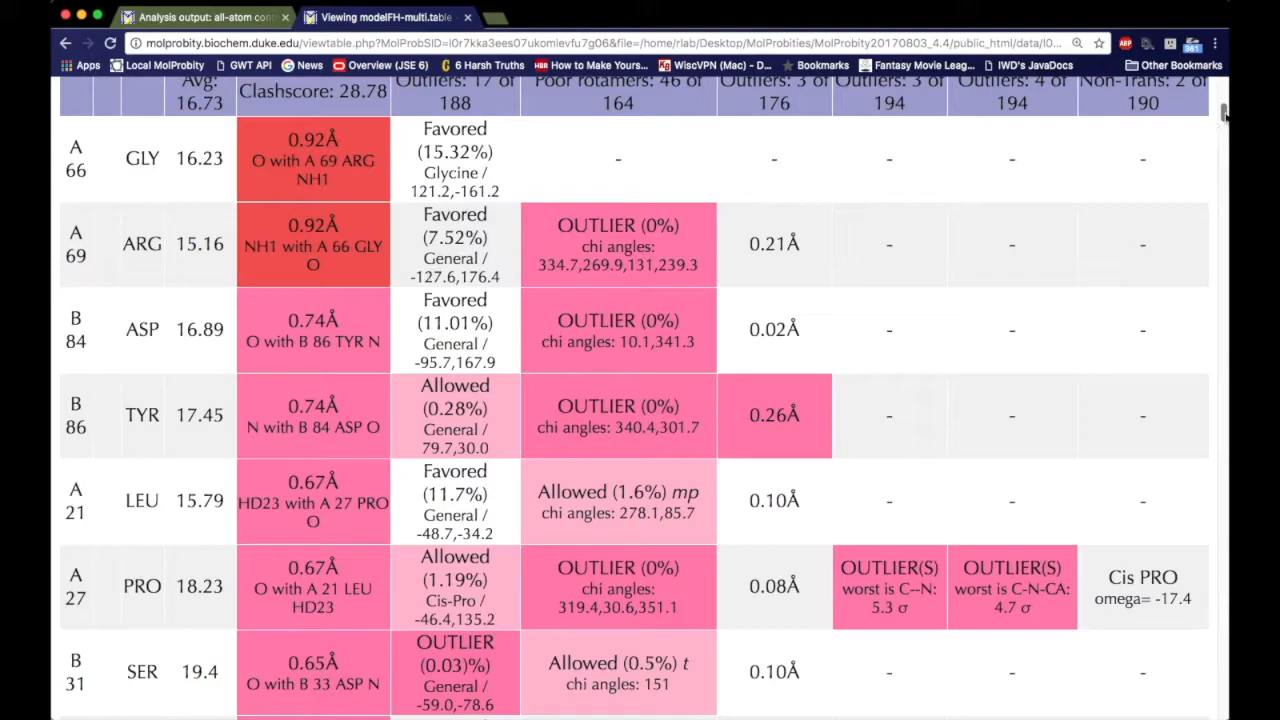 Analysis output: all-atom cont
Viewing modelFH-multi.table -
molprobity.biochem.duke.edu/viewtable.php?MolProbSID=i0r7kka3ees07ukomlevfu7g06&file=/home/rlab/Desktop/MolProbities/MolProbity20170803_4.4/public_html/data/l0...
ABP
361
Apps
Local MolProbity
GWT API
News
Overview (JSE 6)
6 Harsh Truths
How to Make Yours...
WiscVPN (Mac) – D...
Bookmarks
Fantasy Movie Leag...
IWD's JavaDocs
Other Bookmarks
Avg:
16.73
Clashscore: 28.78
Outliers: 17 of
188
Poor rotamers: 46 of
164
Outliers: 3 of
176
Outliers: 3 of
194
Outliers: 4 of
194
Non-Trans: 2 of
190
A
66
GLY
16.23
0.92Å
O with A 69 ARG
NH1
Favored
(15.32%)
Glycine /
121.2,-161.2
-
-
-
-
-
A
69
ARG
15.16
0.92Å
NH1 with A 66 GLY
O
Favored
(7.52%)
General /
-127.6,176.4
OUTLIER (0%)
chi angles:
334.7,269.9,131,239.3
0.21Å
-
-
-
B
84
ASP
16.89
0.74Å
O with B 86 TYR N
Favored
(11.01%)
General /
-95.7,167.9
OUTLIER (0%)
chi angles: 10.1,341.3
0.02Å
-
-
-
B
86
TYR
17.45
0.74Å
N with B 84 ASP O
Allowed
(0.28%)
General /
79.7,30.0
OUTLIER (0%)
chi angles: 340.4,301.7
0.26Å
-
-
-
A
21
LEU
15.79
0.67Å
HD23 with A 27 PRO
O
Favored
(11.7%)
General /
-48.7,-34.2
Allowed (1.6%) mp
chi angles: 278.1,85.7
0.10Å
-
-
-
A
27
PRO
18.23
0.67Å
O with A 21 LEU
HD23
Allowed
(1.19%)
Cis-Pro /
-46.4,135.2
OUTLIER (0%)
chi angles:
319.4,30.6,351.1
0.08Å
OUTLIER(S)
worst is C--N:
5.3 σ
OUTLIER(S)
worst is C-N-CA:
4.7 σ
Cis PRO
omega= -17.4
B
31
SER
19.4
0.65Å
O with B 33 ASP N
OUTLIER
(0.03)%)
General /
-59.0,-78.6
Allowed (0.5%) t
chi angles: 151
0.10Å
-
-
-